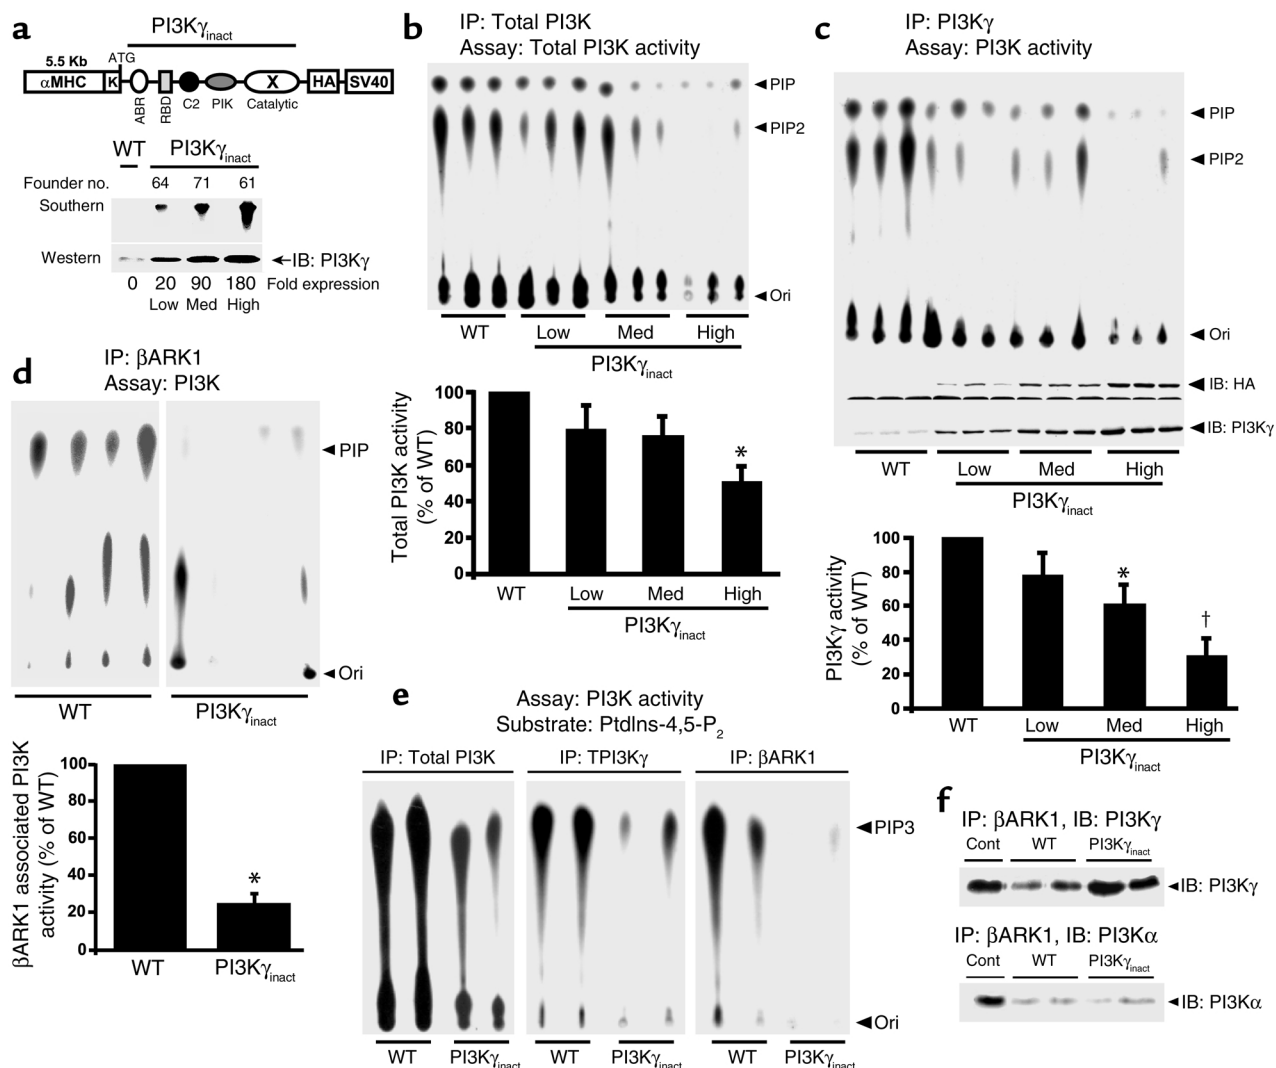 a
PI3Kγinact
5.5 Kb
ATG
αMHC K HA SV40
X
ABR RBD C2 PIK Catalytic
WT PI3Kγinact
Founder no. 64 71 61
Southern
Western IB: PI3Kγ
0 20 90 180 Fold expression
Low Med High
b
IP: Total PI3K
Assay: Total PI3K activity
PIP
PIP2
Ori
WT Low Med High
PI3Kγinact
Total PI3K activity
(% of WT)
100
80
60
40
20
0
*
WT Low Med High
PI3Kγinact
c
IP: PI3Kγ
Assay: PI3K activity
PIP
PIP2
Ori
IB: HA
IB: PI3Kγ
WT Low Med High
PI3Kγinact
PI3Kγ activity
(% of WT)
100
80
60
40
20
0
* †
WT Low Med High
PI3Kγinact
d
IP: βARK1
Assay: PI3K
PIP
Ori
WT PI3Kγinact
βARK1 associated PI3K
activity (% of WT)
100
80
60
40
20
0
*
WT PI3Kγinact
e
Assay: PI3K activity
Substrate: PtdIns-4,5-P2
IP: Total PI3K IP: TPI3Kγ IP: βARK1
PIP3
Ori
WT PI3Kγinact WT PI3Kγinact WT PI3Kγinact
f
IP: βARK1, IB: PI3Kγ
Cont WT PI3Kγinact
IB: PI3Kγ
IP: βARK1, IB: PI3Kα
Cont WT PI3Kγinact
IB: PI3Kα